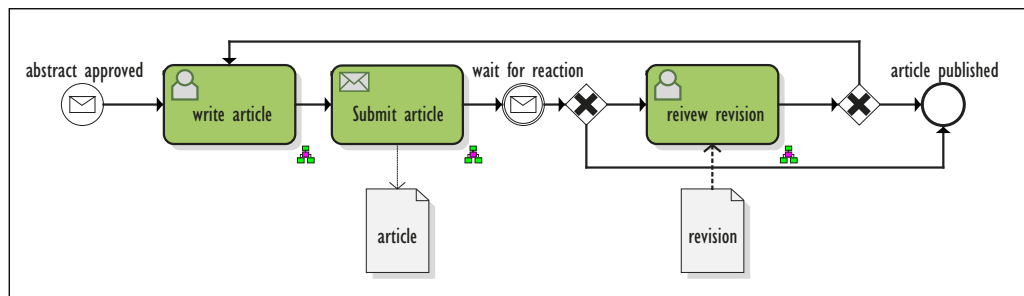 abstract approved
write article
Submit article
wait for reaction
reivew revision
article published
article
revision